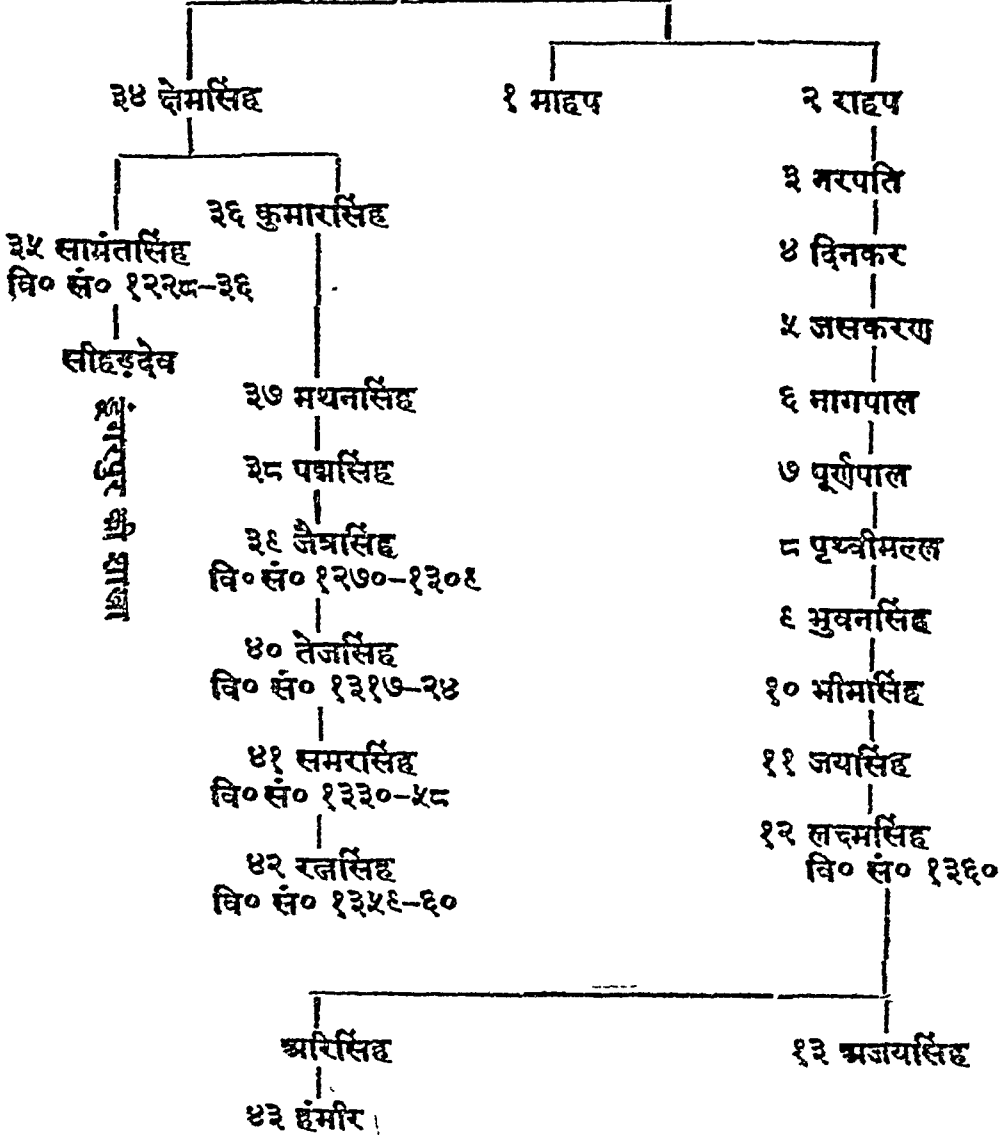 ३४ क्षेमसिंह
१ माहप
२ राहप
३ नरपति
३६ कुमारसिंह
३५ सामंतसिंह
वि० सं० १२२८-३६
४ दिनकर
५ जसकरण
सीहड़देव
डूंगरपुर की शाखा
३७ मथनसिंह
६ नागपाल
३८ पद्मसिंह
७ पूर्णपाल
३९ जैत्रसिंह
वि० सं० १२७०-१३०९
८ पृथ्वीमल्ल
९ भुवनसिंह
४० तेजसिंह
वि० सं० १३१७-२४
१० भीमसिंह
४१ समरसिंह
वि० सं० १३३०-५८
११ जयसिंह
१२ लक्ष्मसिंह
वि० सं० १३६०
४२ रत्नसिंह
वि० सं० १३५९-६०
अरिसिंह
१३ अजयसिंह
४३ हंमीर